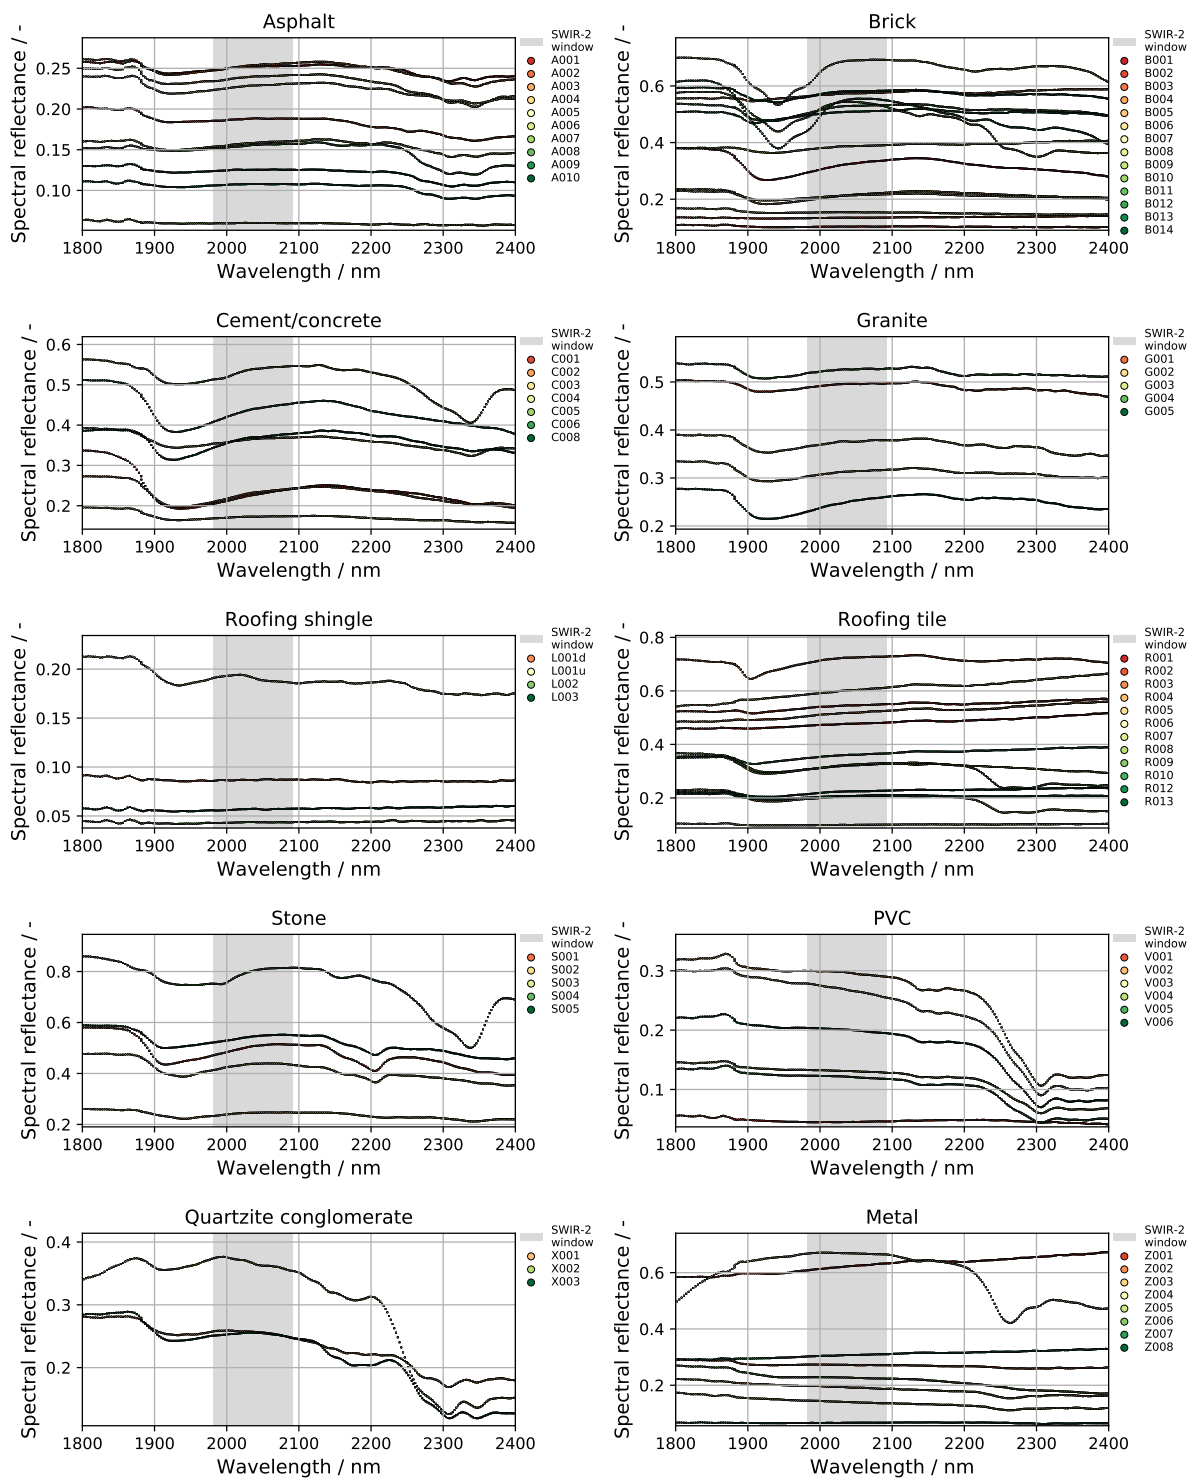 Asphalt
Spectral reflectance / -
0.25
0.20
0.15
0.10
1800 1900 2000 2100 2200 2300 2400
Wavelength / nm
SWIR-2
window
A001
A002
A003
A004
A005
A006
A007
A008
A009
A010
Brick
Spectral reflectance / -
0.6
0.4
0.2
1800 1900 2000 2100 2200 2300 2400
Wavelength / nm
SWIR-2
window
B001
B002
B003
B004
B005
B006
B007
B008
B009
B010
B011
B012
B013
B014
Cement/concrete
Spectral reflectance / -
0.6
0.5
0.4
0.3
0.2
1800 1900 2000 2100 2200 2300 2400
Wavelength / nm
SWIR-2
window
C001
C002
C003
C004
C005
C006
C008
Granite
Spectral reflectance / -
0.5
0.4
0.3
0.2
1800 1900 2000 2100 2200 2300 2400
Wavelength / nm
SWIR-2
window
G001
G002
G003
G004
G005
Roofing shingle
Spectral reflectance / -
0.20
0.15
0.10
0.05
1800 1900 2000 2100 2200 2300 2400
Wavelength / nm
SWIR-2
window
L001d
L001u
L002
L003
Roofing tile
Spectral reflectance / -
0.8
0.6
0.4
0.2
1800 1900 2000 2100 2200 2300 2400
Wavelength / nm
SWIR-2
window
R001
R002
R003
R004
R005
R006
R007
R008
R009
R010
R012
R013
Stone
Spectral reflectance / -
0.8
0.6
0.4
0.2
1800 1900 2000 2100 2200 2300 2400
Wavelength / nm
SWIR-2
window
S001
S002
S003
S004
S005
PVC
Spectral reflectance / -
0.3
0.2
0.1
1800 1900 2000 2100 2200 2300 2400
Wavelength / nm
SWIR-2
window
V001
V002
V003
V004
V005
V006
Quartzite conglomerate
Spectral reflectance / -
0.4
0.3
0.2
1800 1900 2000 2100 2200 2300 2400
Wavelength / nm
SWIR-2
window
X001
X002
X003
Metal
Spectral reflectance / -
0.6
0.4
0.2
1800 1900 2000 2100 2200 2300 2400
Wavelength / nm
SWIR-2
window
Z001
Z002
Z003
Z004
Z005
Z006
Z007
Z008